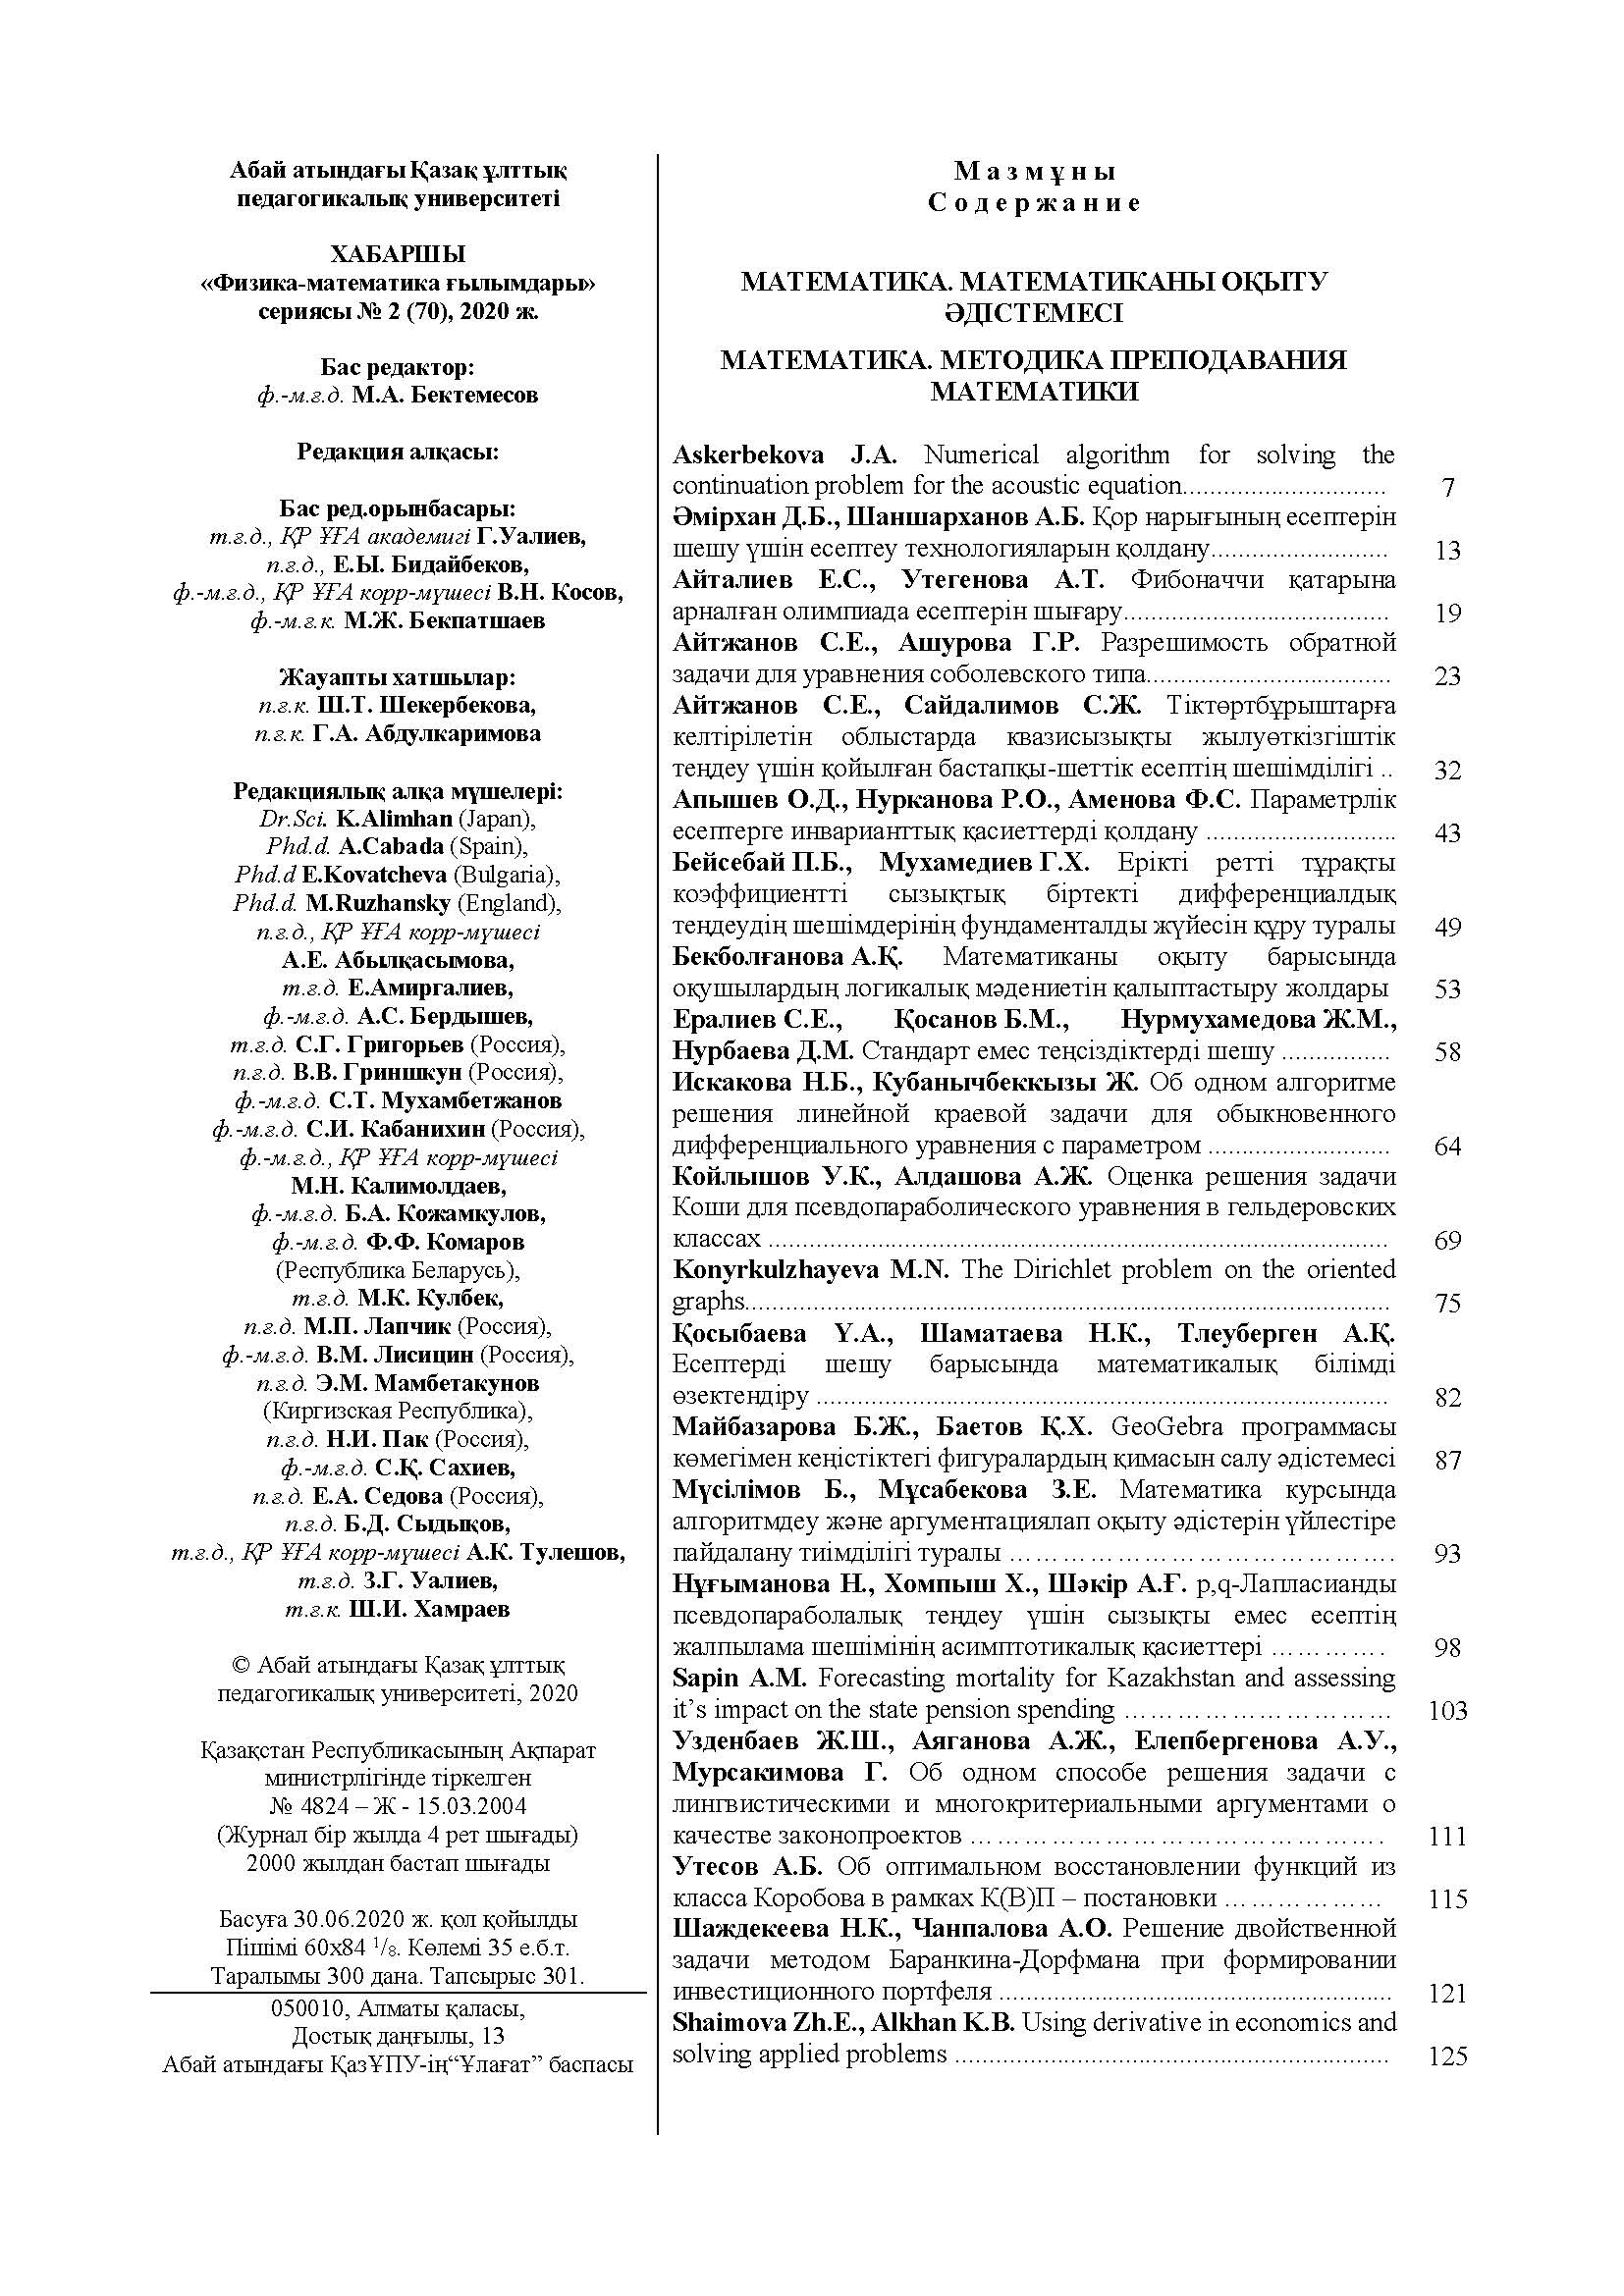 Абай атындағы Қазақ ұлттық
педагогикалық университеті
ХАБАРШЫ
«Физика-математика ғылымдары»
сериясы № 2 (70), 2020 ж.
Бас редактор:
ф.-м.ғ.д. М.А. Бектемесов
Редакция алқасы:
Бас ред.орынбасары:
т.ғ.д., ҚР ҰҒА академигі Г.Уалиев,
п.ғ.д., Е.Ы. Бидайбеков,
ф.-м.ғ.д., ҚР ҰҒА корр-мүшесі В.Н. Косов,
ф.-м.ғ.к. М.Ж. Бекпатшаев
Жауапты хатшылар:
п.ғ.к. Ш.Т. Шекербекова,
п.ғ.к. Г.А. Абдулкаримова
Редакциялық алқа мүшелері:
Dr.Sci. K.Alimhan (Japan),
Phd.d. A.Cabada (Spain),
Phd.d E.Kovatcheva (Bulgaria),
Phd.d. M.Ruzhansky (England),
п.ғ.д., ҚР ҰҒА корр-мүшесі
А.Е. Абылқасымова,
т.ғ.д. Е.Амиргалиев,
ф.-м.ғ.д. А.С. Бердышев,
т.ғ.д. С.Г. Григорьев (Россия),
п.ғ.д. В.В. Гриншкун (Россия),
ф.-м.ғ.д. С.Т. Мухамбетжанов
ф.-м.ғ.д. С.И. Кабанихин (Россия),
ф.-м.ғ.д., ҚР ҰҒА корр-мүшесі
М.Н. Калимолдаев,
ф.-м.ғ.д. Б.А. Кожамкулов,
ф.-м.ғ.д. Ф.Ф. Комаров
(Республика Беларусь),
т.ғ.д. М.К. Кулбек,
п.ғ.д. М.П. Лапчик (Россия),
ф.-м.ғ.д. В.М. Лисицин (Россия),
п.ғ.д. Э.М. Мамбетакунов
(Киргизская Республика),
п.ғ.д. Н.И. Пак (Россия),
ф.-м.ғ.д. С.Қ. Сахиев,
п.ғ.д. Е.А. Седова (Россия),
п.ғ.д. Б.Д. Сыдықов,
т.ғ.д., ҚР ҰҒА корр-мүшесі А.К. Тулешов,
т.ғ.д. З.Г. Уалиев,
т.ғ.к. Ш.И. Хамраев
© Абай атындағы Қазақ ұлттық
педагогикалық университеті, 2020
Қазақстан Республикасының Ақпарат
министрлігінде тіркелген
№ 4824 – Ж - 15.03.2004
(Журнал бір жылда 4 рет шығады)
2000 жылдан бастап шығады
Басуға 30.06.2020 ж. қол қойылды
Пішімі 60х84 ¹/₈. Көлемі 35 е.б.т.
Таралымы 300 дана. Тапсырыс 301.
050010, Алматы қаласы,
Достық даңғылы, 13
Абай атындағы ҚазҰПУ-ің“Ұлағат” баспасы
Мазмұны
Содержание
МАТЕМАТИКА. МАТЕМАТИКАНЫ ОҚЫТУ
ӘДІСТЕМЕСІ
МАТЕМАТИКА. МЕТОДИКА ПРЕПОДАВАНИЯ
МАТЕМАТИКИ
Askerbekova J.A. Numerical algorithm for solving the
continuation problem for the acoustic equation.............................. 7
Әмірхан Д.Б., Шаншарханов А.Б. Қор нарығының есептерін
шешу үшін есептеу технологияларын қолдану.......................... 13
Айталиев Е.С., Утегенова А.Т. Фибоначчи қатарына
арналған олимпиада есептерін шығару....................................... 19
Айтжанов С.Е., Ашурова Г.Р. Разрешимость обратной
задачи для уравнения соболевского типа.................................... 23
Айтжанов С.Е., Сайдалимов С.Ж. Тіктөртбұрыштарға
келтірілетін облыстарда квазисызықты жылуөткізгіштік
теңдеу үшін қойылған бастапқы-шеттік есептің шешімділігі .. 32
Апышев О.Д., Нурканова Р.О., Аменова Ф.С. Параметрлік
есептерге инварианттық қасиеттерді қолдану ............................ 43
Бейсебай П.Б., Мухамедиев Г.Х. Ерікті ретті тұрақты
коэффициентті сызықтық біртекті дифференциалдық
теңдеудің шешімдерінің фундаменталды жүйесін құру туралы 49
Бекболғанова А.Қ. Математиканы оқыту барысында
оқушылардың логикалық мәдениетін қалыптастыру жолдары 53
Ералиев С.Е., Қосанов Б.М., Нурмухамедова Ж.М.,
Нурбаева Д.М. Стандарт емес теңсіздіктерді шешу ................ 58
Искакова Н.Б., Кубанычбеккызы Ж. Об одном алгоритме
решения линейной краевой задачи для обыкновенного
дифференциального уравнения с параметром ........................... 64
Койлышов У.К., Алдашова А.Ж. Оценка решения задачи
Коши для псевдопараболического уравнения в гельдеровских
классах ........................................................................................... 69
Konyrkulzhayeva M.N. The Dirichlet problem on the oriented
graphs............................................................................................... 75
Қосыбаева Ү.А., Шаматаева Н.К., Тлеуберген А.Қ.
Есептерді шешу барысында математикалық білімді
өзектендіру .................................................................................... 82
Майбазарова Б.Ж., Баетов Қ.Х. GeoGebra программасы
көмегімен кеңістіктегі фигуралардың қимасын салу әдістемесі 87
Мүсілімов Б., Мұсабекова З.Е. Математика курсында
алгоритмдеу және аргументациялап оқыту әдістерін үйлестіре
пайдалану тиімділігі туралы ……………………………………. 93
Нұғыманова Н., Хомпыш Х., Шәкір А.Ғ. p,q-Лапласианды
псевдопараболалық теңдеу үшін сызықты емес есептің
жалпылама шешімінің асимптотикалық қасиеттері …………. 98
Sapin A.M. Forecasting mortality for Kazakhstan and assessing
it’s impact on the state pension spending ………………………… 103
Узденбаев Ж.Ш., Аяганова А.Ж., Елепбергенова А.У.,
Мурсакимова Г. Об одном способе решения задачи с
лингвистическими и многокритериальными аргументами о
качестве законопроектов ………………………………………. 111
Утесов А.Б. Об оптимальном восстановлении функций из
класса Коробова в рамках К(В)П – постановки ……………… 115
Шаждекеева Н.К., Чанпалова А.О. Решение двойственной
задачи методом Баранкина-Дорфмана при формировании
инвестиционного портфеля .......................................................... 121
Shaimova Zh.E., Alkhan K.B. Using derivative in economics and
solving applied problems ................................................................ 125